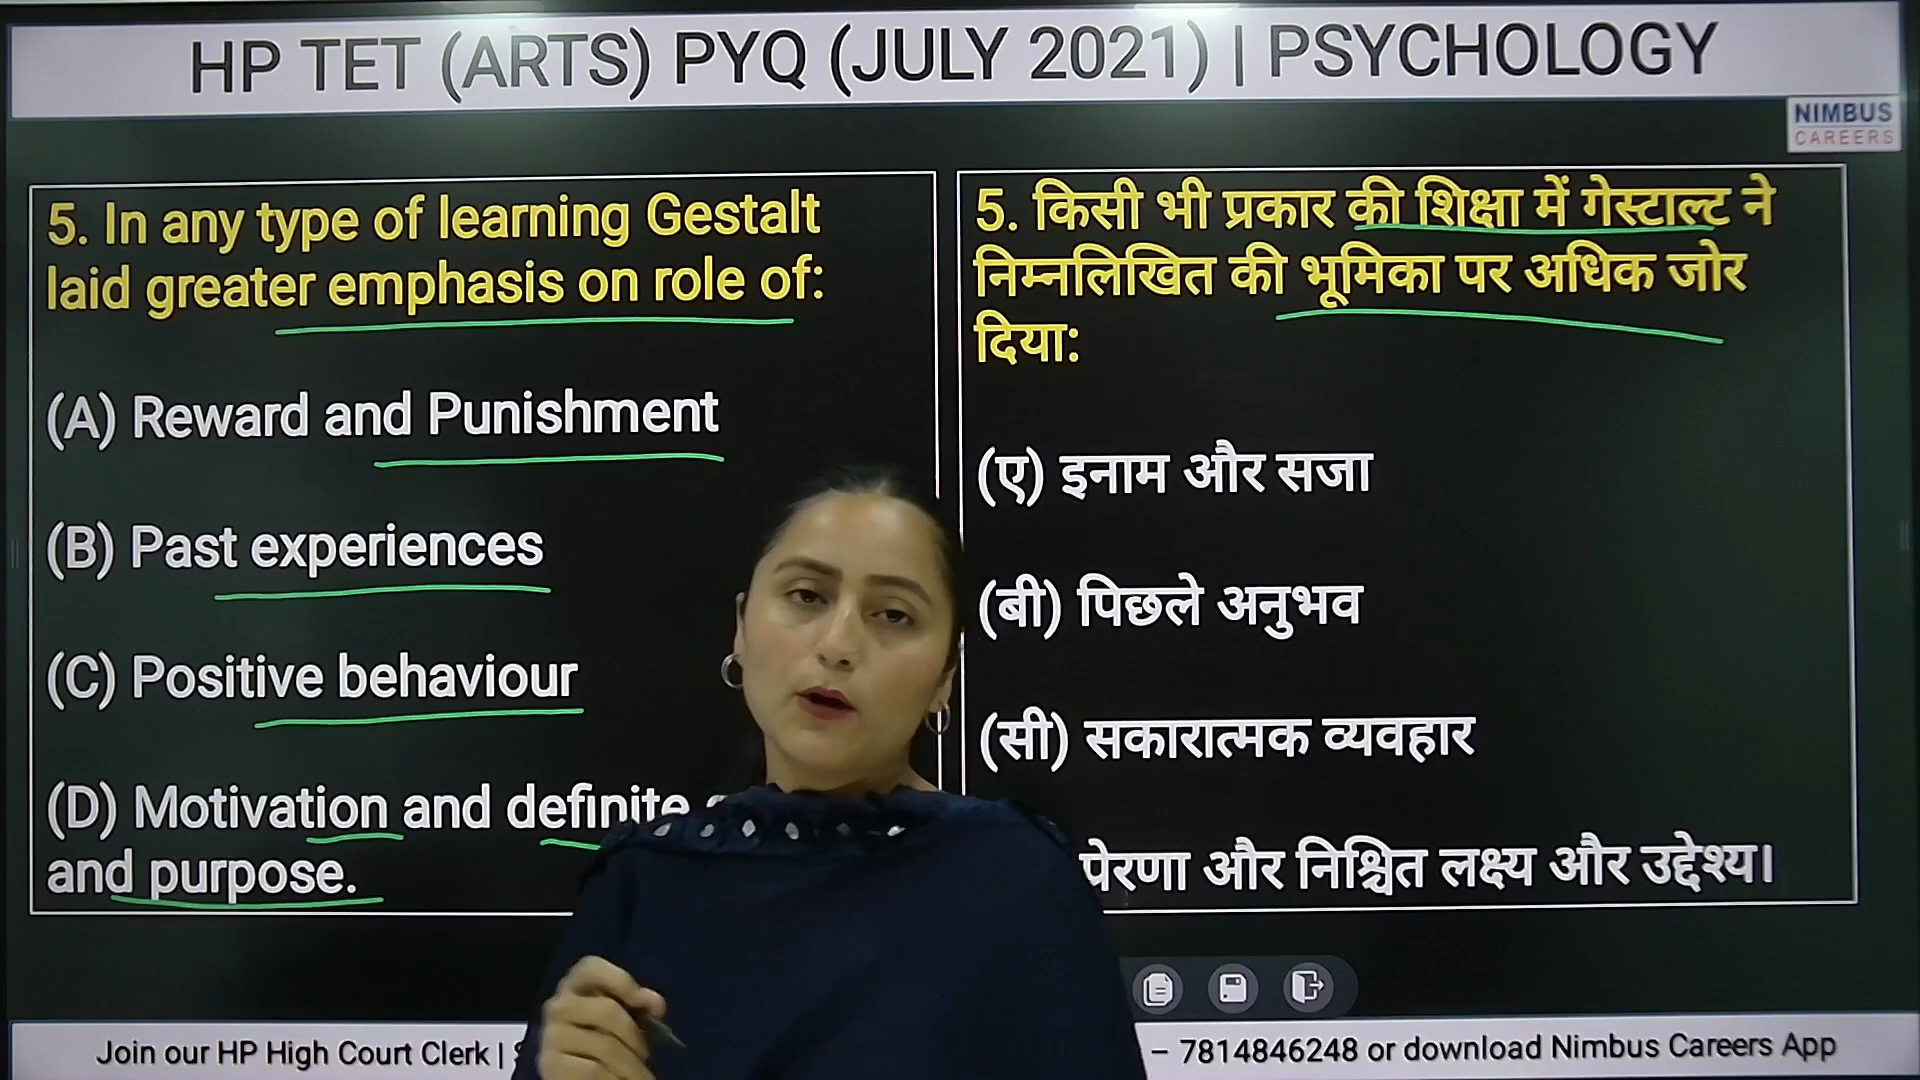 HP TET (ARTS) PYQ (JULY 2021) | PSYCHOLOGY
NIMBUS
CAREERS
5. In any type of learning Gestalt
laid greater emphasis on role of:
(A) Reward and Punishment
(B) Past experiences
(C) Positive behaviour
(D) Motivation and definite
and purpose.
5. किसी भी प्रकार की शिक्षा में गेस्टाल्ट ने
निम्नलिखित की भूमिका पर अधिक जोर
दिया:
(ए) इनाम और सजा
(बी) पिछले अनुभव
(सी) सकारात्मक व्यवहार
और निश्चित लक्ष्य और उद्देश्य।
Join our HP High Court Clerk |
– 7814846248 or download Nimbus Careers App